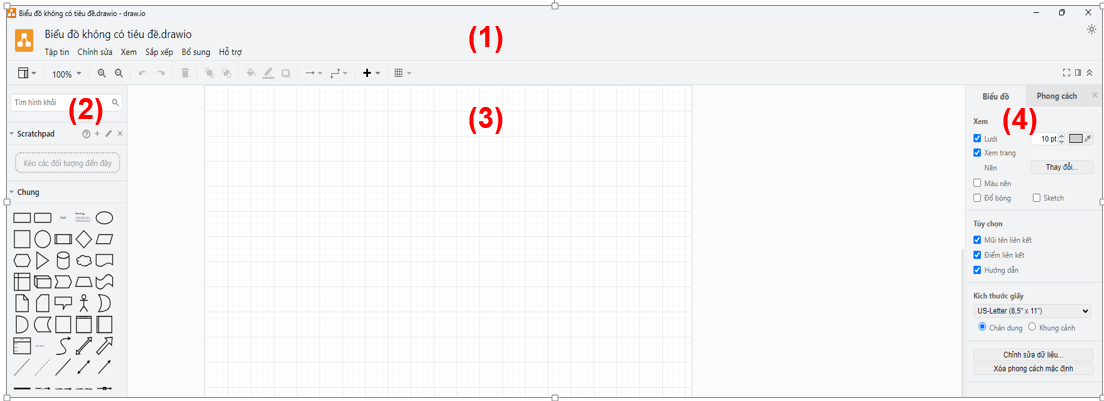 Biểu đồ không có tiêu đề.drawio - draw.io
Biểu đồ không có tiêu đề.drawio
(1)
Tập tin Chỉnh sửa Xem Sắp xếp Bổ sung Hỗ trợ
100%
Tìm hình khối
(2)
Scratchpad
Kéo các đối tượng đến đây
Chung
Text
Heading
(3)
Biểu đồ Phong cách
(4)
Xem
Lưới 10 pt
Xem trang
Nền Thay đổi...
Màu nền
Đổ bóng Sketch
Tùy chọn
Mũi tên liên kết
Điểm liên kết
Hướng dẫn
Kích thước giấy
US-Letter (8,5" x 11")
Chân dung Khung cảnh
Chỉnh sửa dữ liệu...
Xóa phong cách mặc định